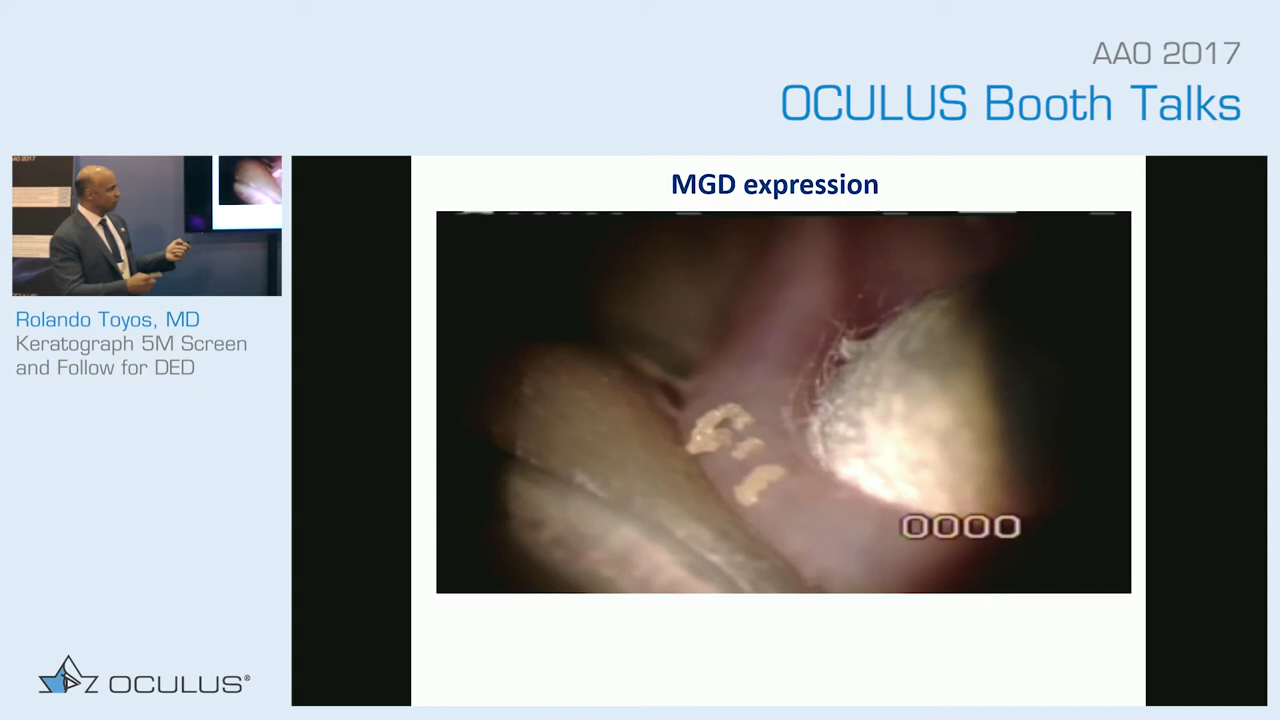 AAO 2017
OCULUS Booth Talks
MGD expression
Rolando Toyos, MD
Keratograph 5M Screen
and Follow for DED
0000
OCULUS®